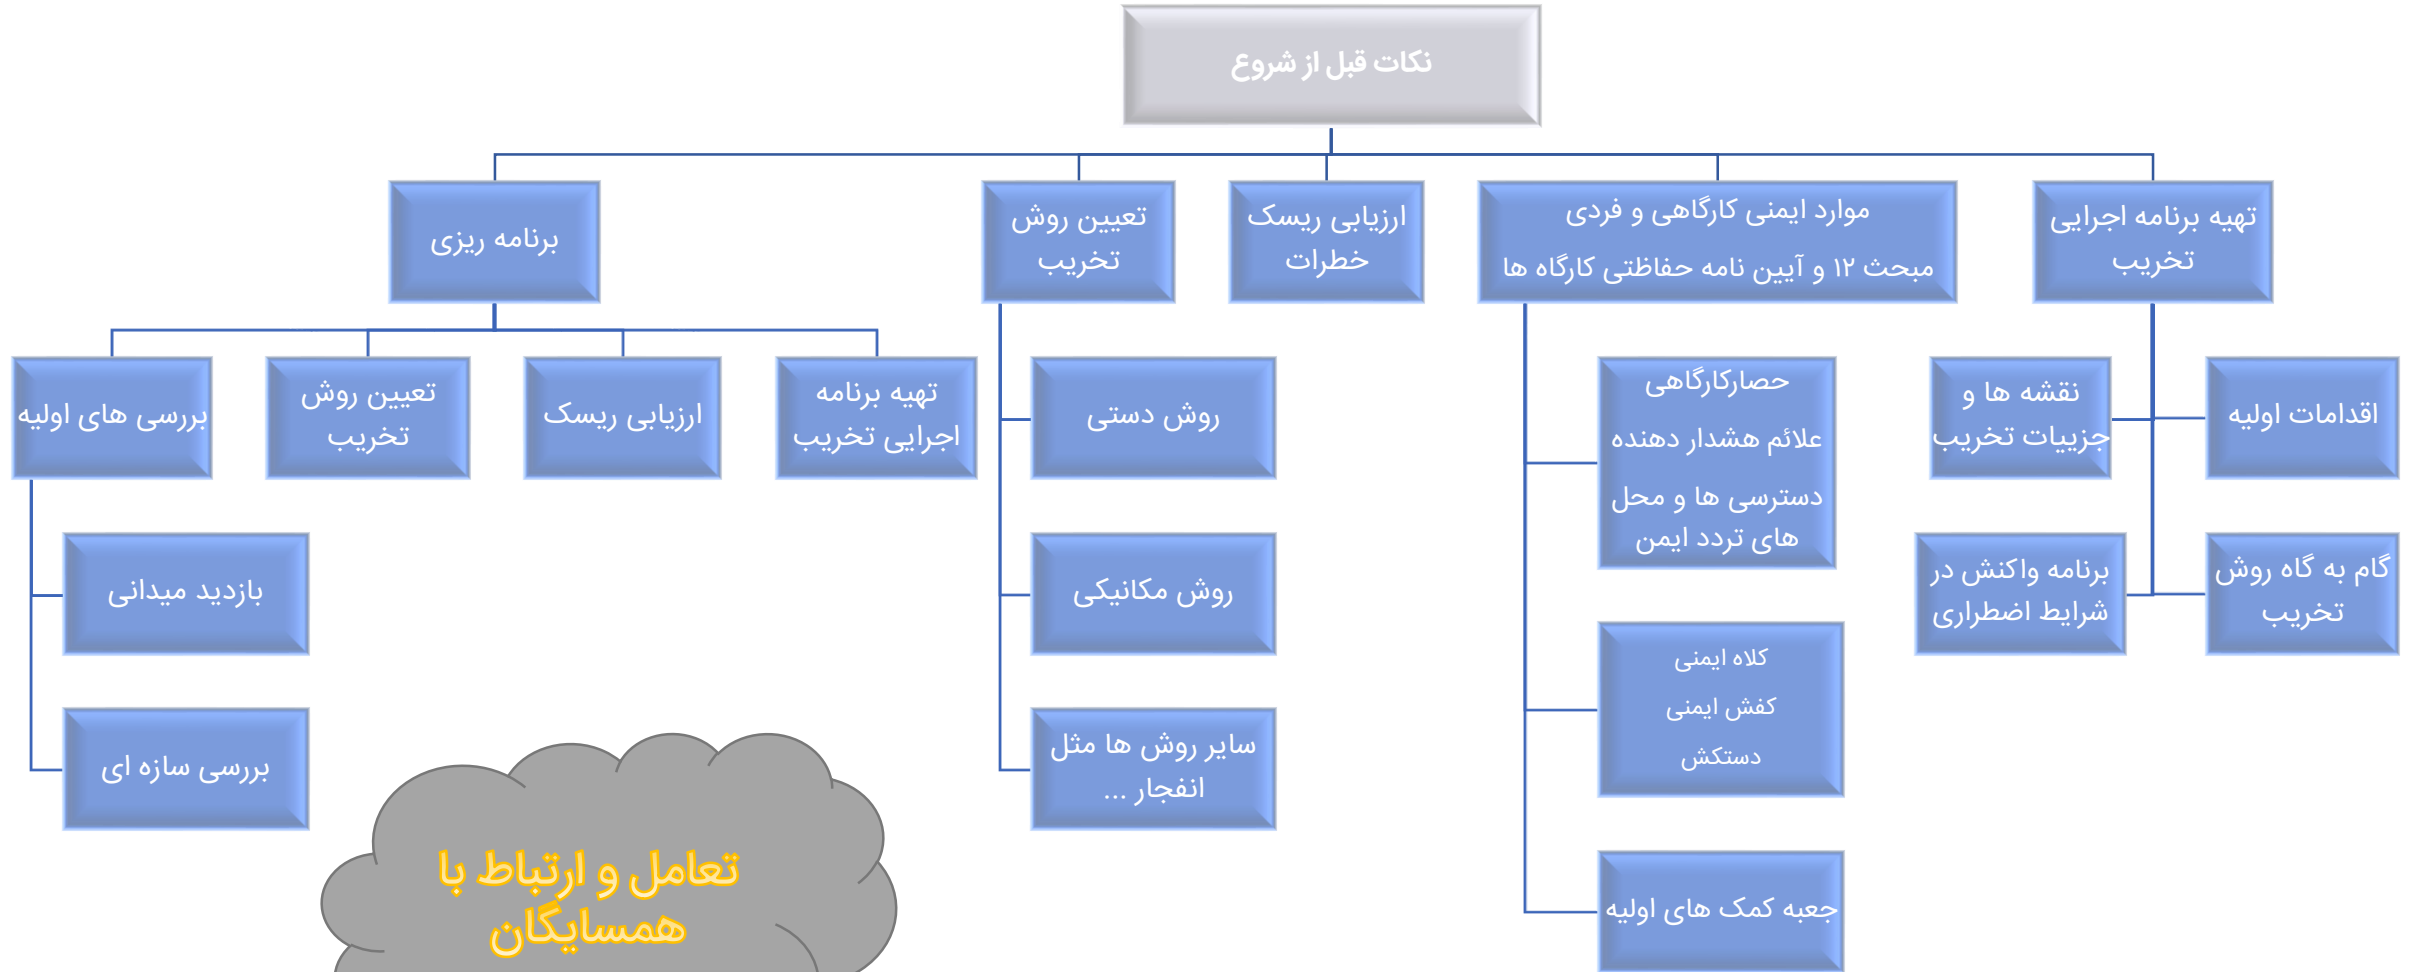 نکات قبل از شروع
تهیه برنامه اجرایی
تخریب
موارد ایمنی کارگاهی و فردی
مبحث ۱۲ و آیین نامه حفاظتی کارگاه ها
ارزیابی ریسک
خطرات
تعیین روش
تخریب
برنامه ریزی
اقدامات اولیه
نقشه ها و
جزییات تخریب
گام به گاه روش
تخریب
برنامه واکنش در
شرایط اضطراری
حصارکارگاهی
علائم هشدار دهنده
دسترسی ها و محل
های تردد ایمن
کلاه ایمنی
کفش ایمنی
دستکش
جعبه کمک های اولیه
روش دستی
روش مکانیکی
سایر روش ها مثل
انفجار ...
تهیه برنامه
اجرایی تخریب
ارزیابی ریسک
تعیین روش
تخریب
بررسی های اولیه
بازدید میدانی
بررسی سازه ای
تعامل و ارتباط با
همسایگان